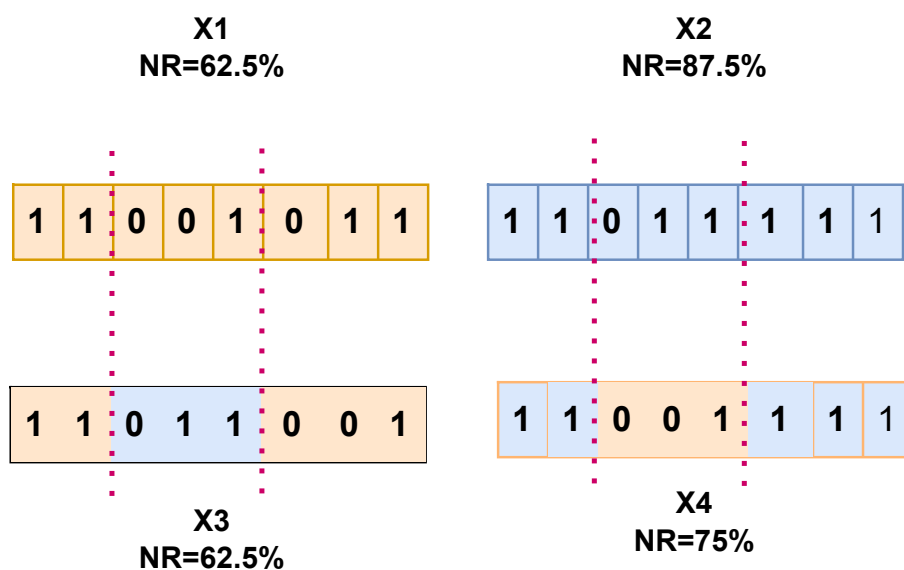 X1
NR=62.5%
X2
NR=87.5%
1 1 0 0 1 0 1 1
1 1 0 1 1 1 1 1
1 1 0 1 1 0 0 1
1 1 0 0 1 1 1 1
X3
NR=62.5%
X4
NR=75%